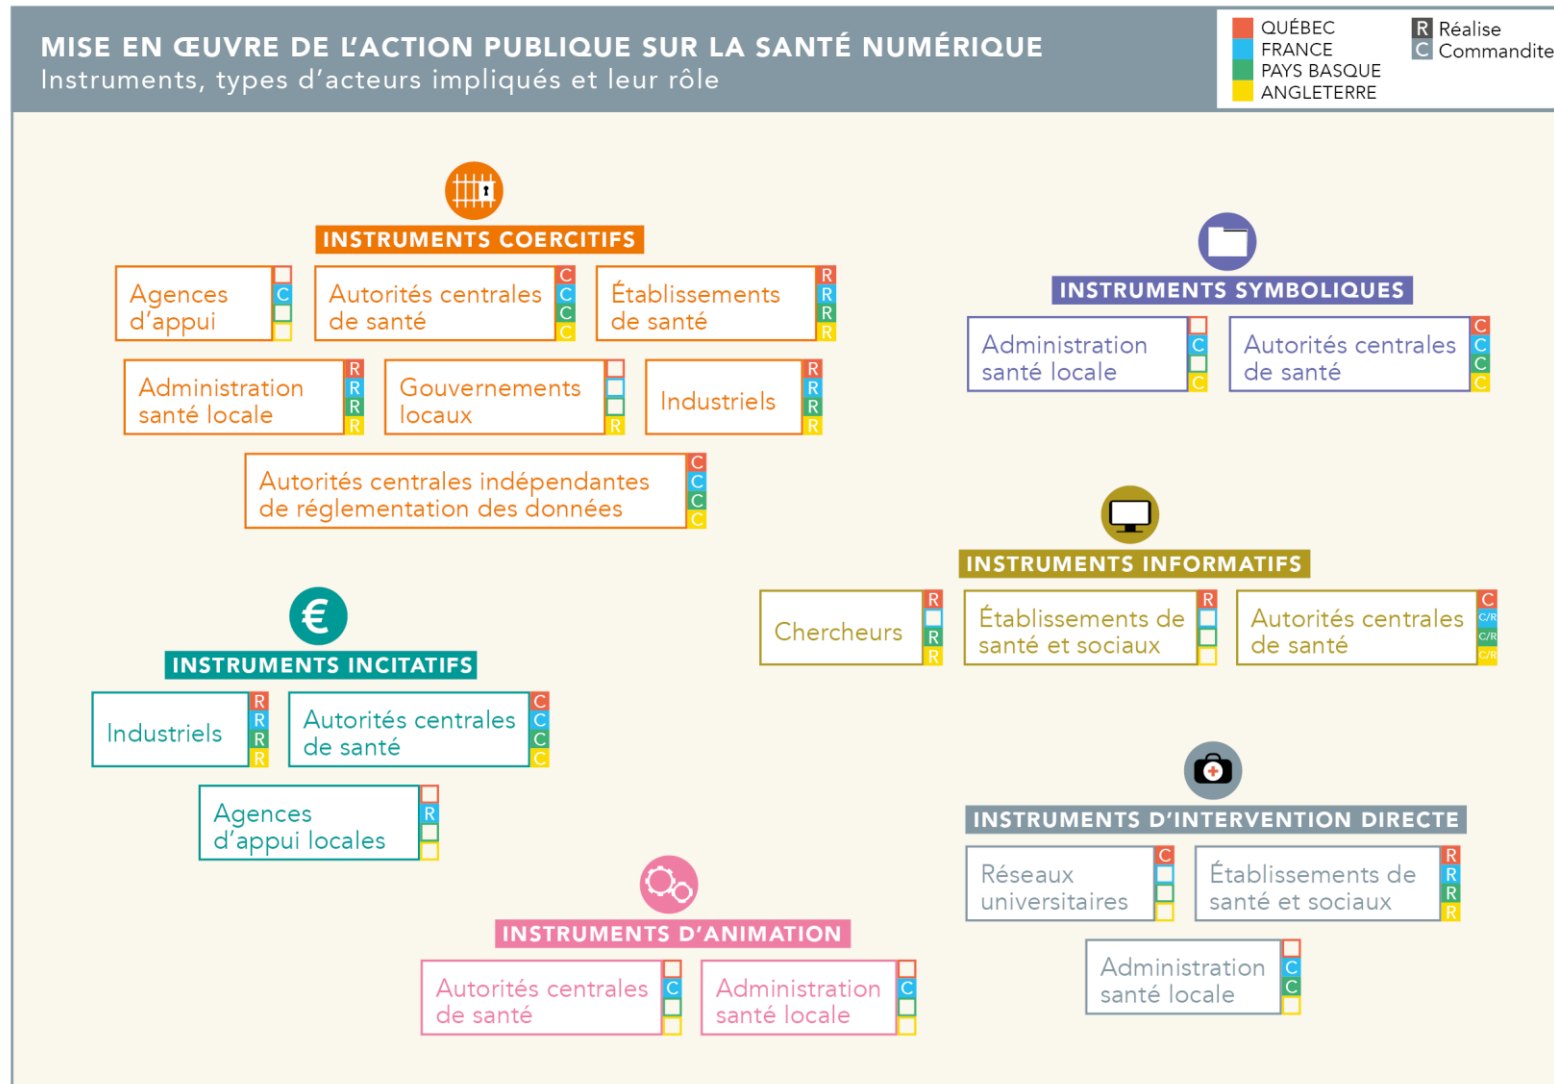 MISE EN ŒUVRE DE L'ACTION PUBLIQUE SUR LA SANTÉ NUMÉRIQUE
Instruments, types d'acteurs impliqués et leur rôle
QUÉBEC
FRANCE
PAYS BASQUE
ANGLETERRE
R Réalise
C Commandite
INSTRUMENTS COERCITIFS
Agences
d'appui
C
Autorités centrales
de santé
C
C
C
C
Établissements
de santé
R
R
R
R
Administration
santé locale
R
R
R
R
Gouvernements
locaux
R
Industriels
R
R
R
R
Autorités centrales indépendantes
de réglementation des données
C
C
C
C
INSTRUMENTS SYMBOLIQUES
Administration
santé locale
C
C
Autorités centrales
de santé
C
C
C
C
INSTRUMENTS INFORMATIFS
Chercheurs
R
R
R
Établissements de
santé et sociaux
R
Autorités centrales
de santé
C
C/R
C/R
C/R
€
INSTRUMENTS INCITATIFS
Industriels
R
R
R
R
Autorités centrales
de santé
C
C
C
C
Agences
d'appui locales
R
INSTRUMENTS D'INTERVENTION DIRECTE
Réseaux
universitaires
C
Établissements de
santé et sociaux
R
R
R
R
Administration
santé locale
C
C
INSTRUMENTS D'ANIMATION
Autorités centrales
de santé
C
Administration
santé locale
C